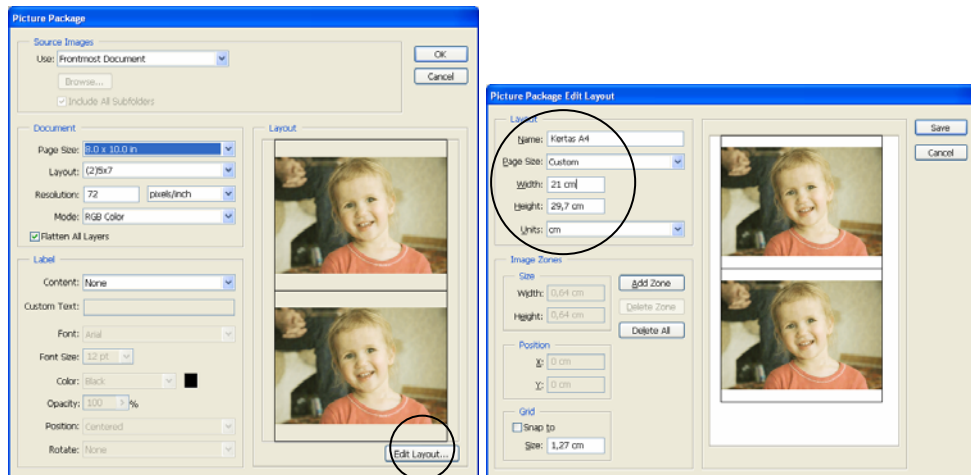 Picture Package
Source Images
Use: Frontmost Document
OK
Cancel
Browse...
Include All Subfolders
Document
Page Size: 8.0 x 10.0 in
Layout: (2)5x7
Resolution: 72 pixels/inch
Mode: RGB Color
Flatten All Layers
Label
Content: None
Custom Text:
Font: Arial
Font Size: 12 pt
Color: Black
Opacity: 100 %
Position: Centered
Rotate: None
Layout
Edit Layout...
Picture Package Edit Layout
Layout
Name: Kertas A4
Page Size: Custom
Width: 21 cm
Height: 29,7 cm
Units: cm
Save
Cancel
Image Zones
Size
Width: 0,64 cm
Height: 0,64 cm
Add Zone
Delete Zone
Delete All
Position
X: 0 cm
Y: 0 cm
Grid
Snap to
Size: 1,27 cm